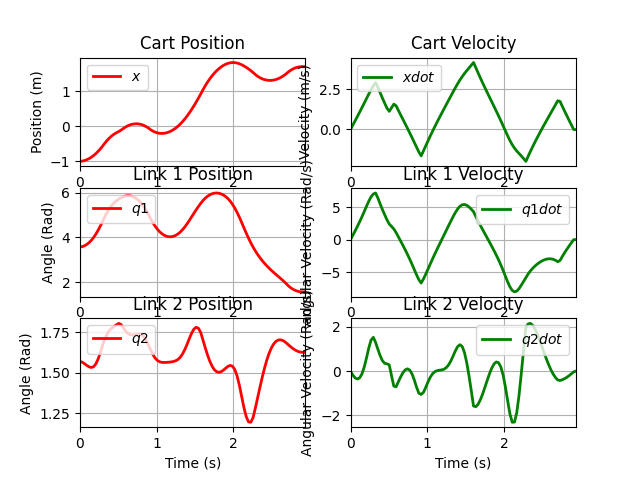 Cart Position
Cart Velocity
Position (m)
x
1
0
−1
0
1
2
Velocity (m/s)
xdot
2.5
0.0
0
1
2
Link 1 Position
Link 1 Velocity
Angle (Rad)
q1
6
4
2
0
1
2
Velocity (Rad/s)
q1dot
5
0
−5
0
1
2
Link 2 Position
Link 2 Velocity
Angle (Rad)
q2
1.75
1.50
1.25
0
1
2
Time (s)
Angular Velocity (Rad/s)
q2dot
2
0
−2
0
1
2
Time (s)